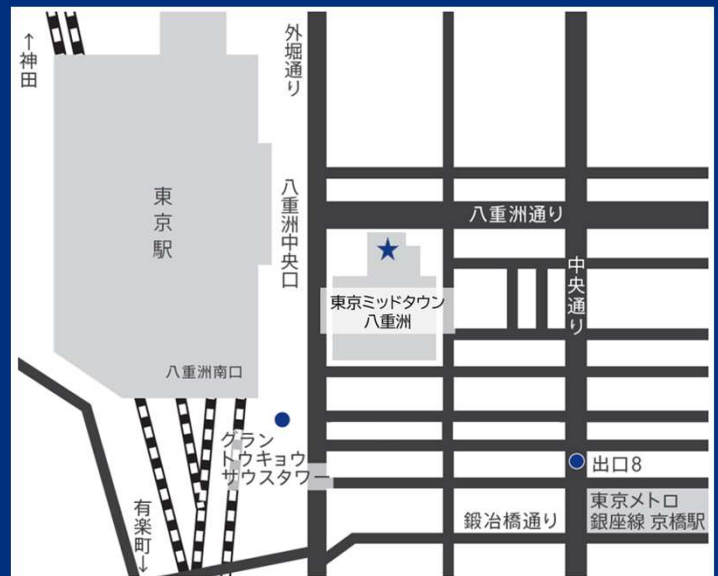 ↑神田
外堀通り
東京駅
八重洲中央口
八重洲通り
中央通り
東京ミッドタウン
八重洲
八重洲南口
グラン
トウキョウ
サウスタワー
出口8
有楽町↓
鍛冶橋通り
東京メトロ
銀座線 京橋駅